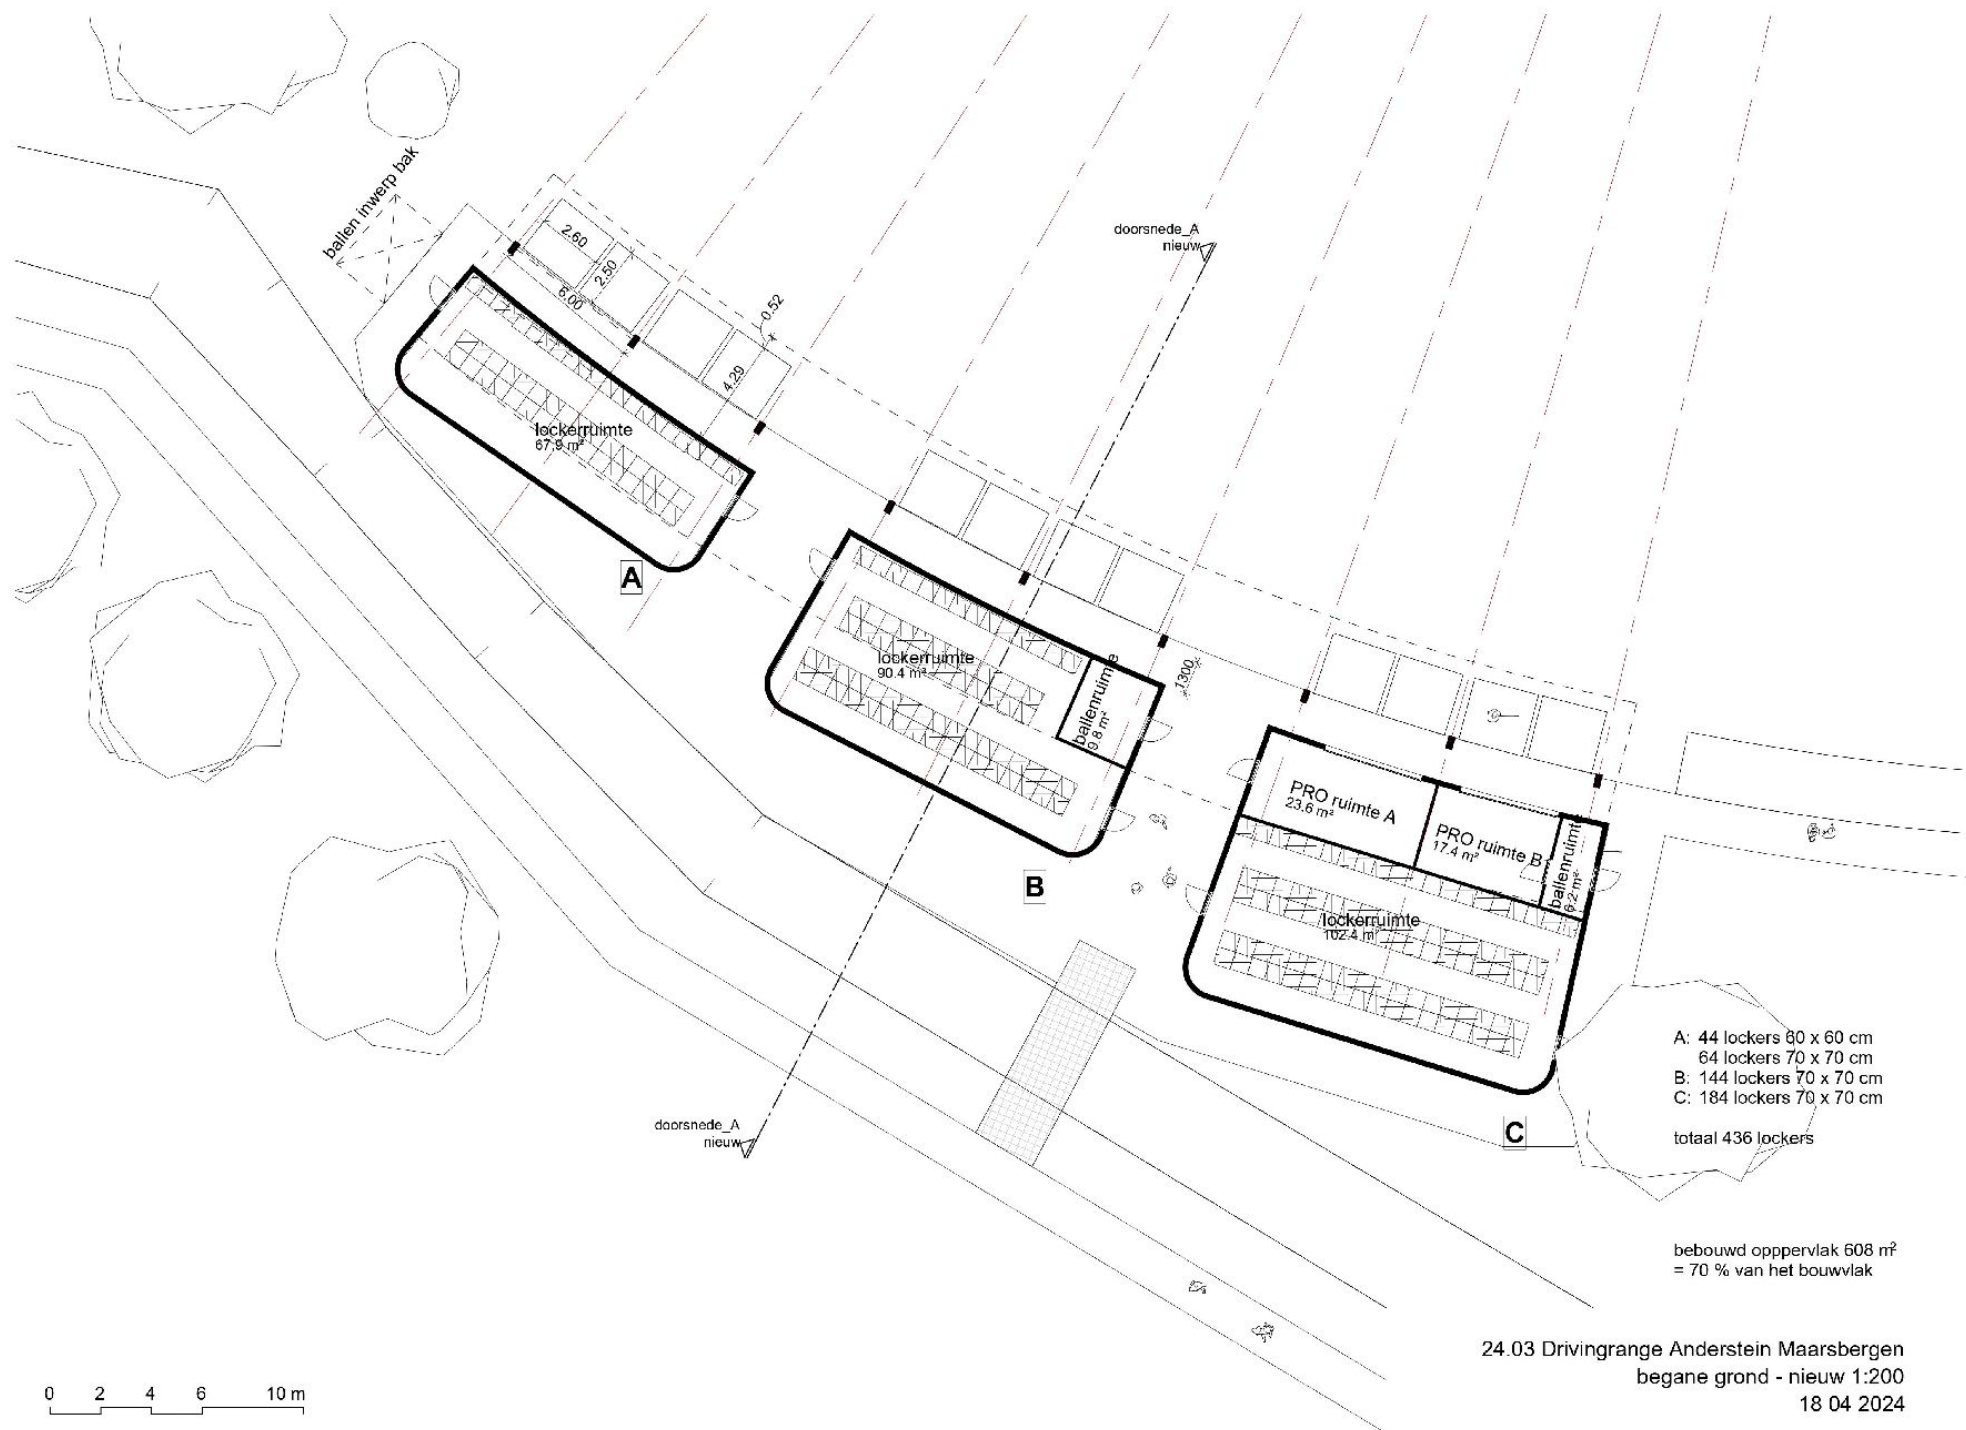 ballen inwerp bak
2.60
2.50
6.00
0.52
4.29
doorsnede_A
nieuw
lockerruimte
67.9 m²
A
lockerruimte
90.4 m²
ballenruimte
9.8 m²
1300
B
PRO ruimte A
23.6 m²
PRO ruimte B
17.4 m²
ballenruimte
6.2 m²
lockerruimte
102.4 m²
C
doorsnede_A
nieuw
A: 44 lockers 60 x 60 cm
64 lockers 70 x 70 cm
B: 144 lockers 70 x 70 cm
C: 184 lockers 70 x 70 cm
totaal 436 lockers
bebouwd opppervlak 608 m²
= 70 % van het bouwvlak
24.03 Drivingrange Anderstein Maarsbergen
begane grond - nieuw 1:200
18 04 2024
0 2 4 6 10 m